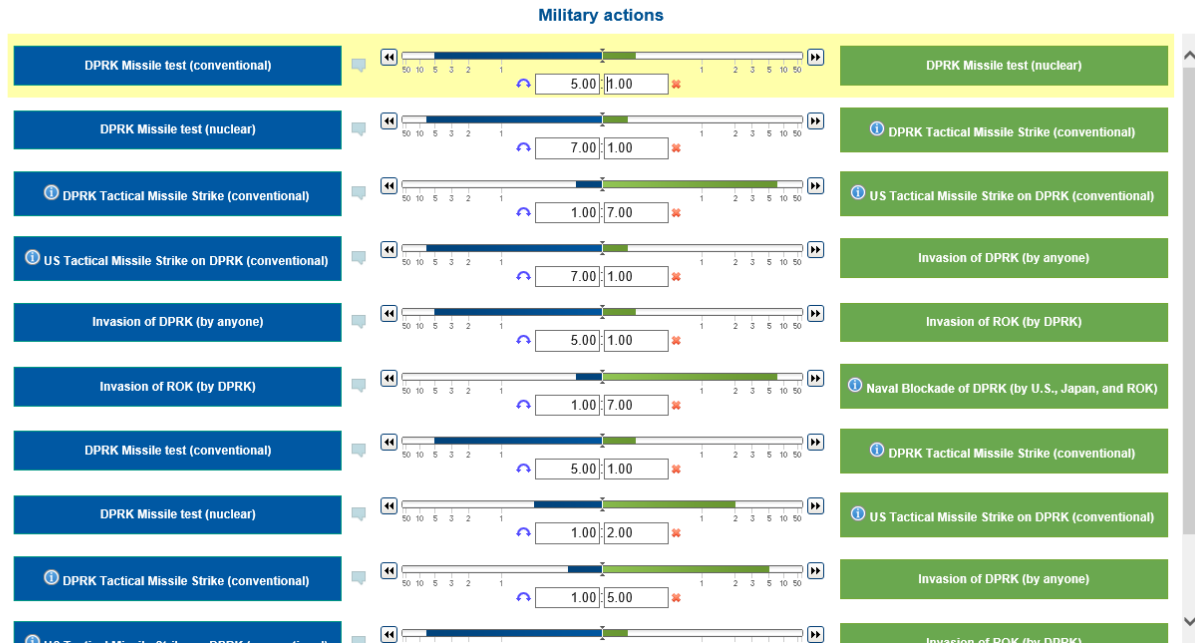 Military actions
DPRK Missile test (conventional)
50 10 5 3 2 1 1 2 3 5 10 50
5.00 : 1.00
DPRK Missile test (nuclear)
DPRK Missile test (nuclear)
50 10 5 3 2 1 1 2 3 5 10 50
7.00 : 1.00
DPRK Tactical Missile Strike (conventional)
DPRK Tactical Missile Strike (conventional)
50 10 5 3 2 1 1 2 3 5 10 50
1.00 : 7.00
US Tactical Missile Strike on DPRK (conventional)
US Tactical Missile Strike on DPRK (conventional)
50 10 5 3 2 1 1 2 3 5 10 50
7.00 : 1.00
Invasion of DPRK (by anyone)
Invasion of DPRK (by anyone)
50 10 5 3 2 1 1 2 3 5 10 50
5.00 : 1.00
Invasion of ROK (by DPRK)
Invasion of ROK (by DPRK)
50 10 5 3 2 1 1 2 3 5 10 50
1.00 : 7.00
Naval Blockade of DPRK (by U.S., Japan, and ROK)
DPRK Missile test (conventional)
50 10 5 3 2 1 1 2 3 5 10 50
5.00 : 1.00
DPRK Tactical Missile Strike (conventional)
DPRK Missile test (nuclear)
50 10 5 3 2 1 1 2 3 5 10 50
1.00 : 2.00
US Tactical Missile Strike on DPRK (conventional)
DPRK Tactical Missile Strike (conventional)
50 10 5 3 2 1 1 2 3 5 10 50
1.00 : 5.00
Invasion of DPRK (by anyone)
US Tactical Missile Strike on DPRK (conventional)
Invasion of ROK (by DPRK)